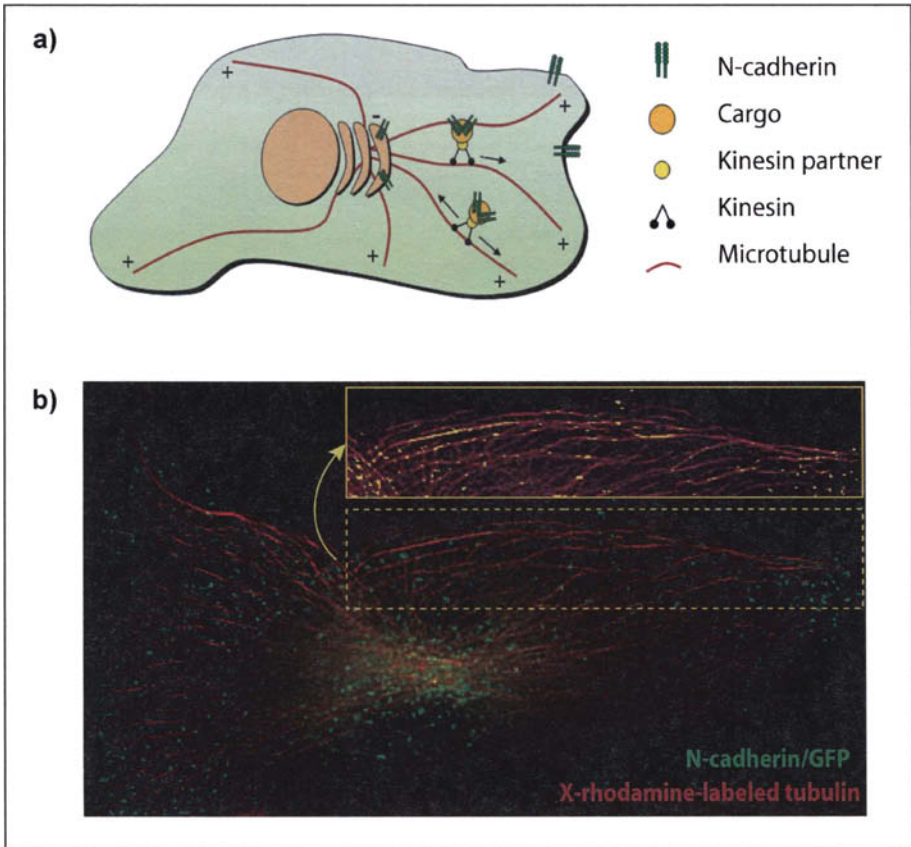 a)
N-cadherin
Cargo
Kinesin partner
Kinesin
Microtubule
+
-
+
+
+
+
+
b)
N-cadherin/GFP
X-rhodamine-labeled tubulin